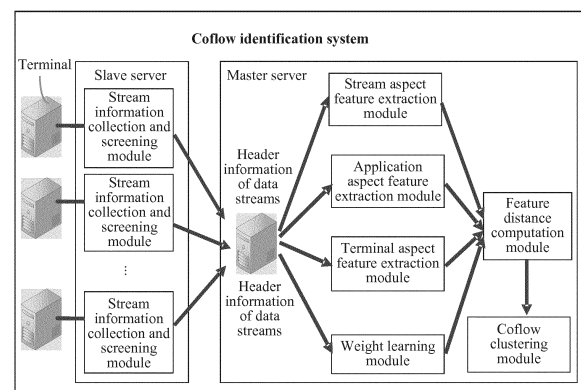 Coflow identification system
Terminal
Slave server
Stream
information
collection and
screening module
Stream
information
collection and
screening module
⋮
Stream
information
collection and
screening module
Master server
Header
information
of data
streams
Header
information
of data
streams
Stream aspect
feature extraction
module
Application
aspect feature
extraction module
Terminal aspect
feature extraction
module
Weight learning
module
Feature
distance
computation
module
Coflow
clustering module